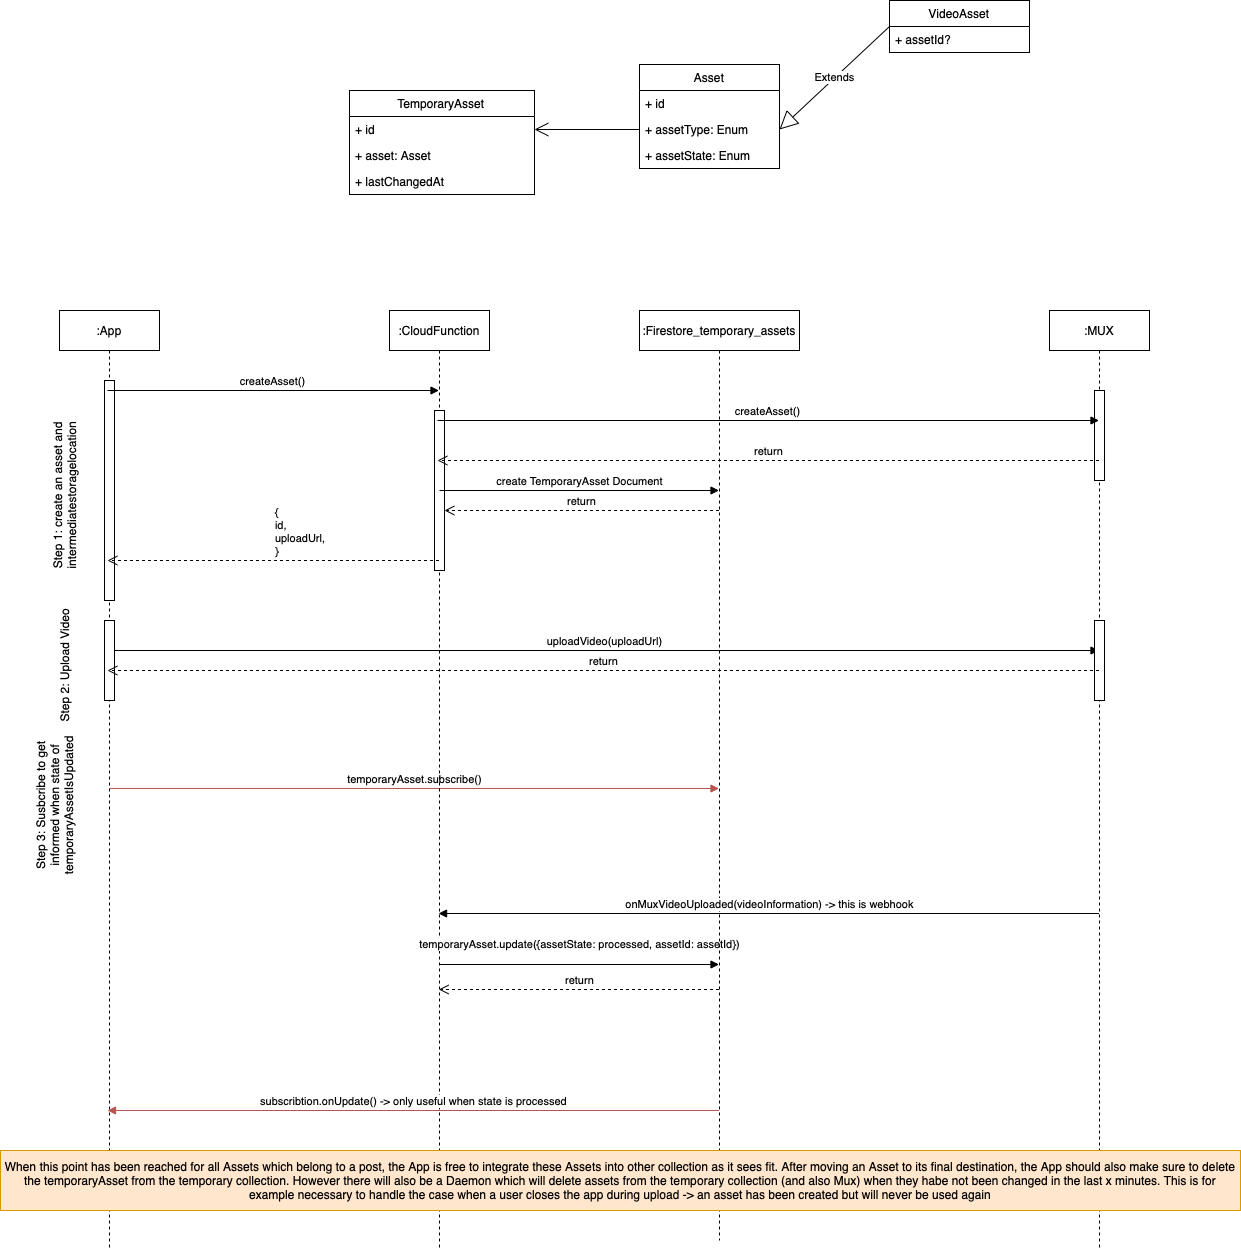 VideoAsset
+ assetId?
Extends
Asset
+ id
+ assetType: Enum
+ assetState: Enum
TemporaryAsset
+ id
+ asset: Asset
+ lastChangedAt
:App
:CloudFunction
:Firestore_temporary_assets
:MUX
createAsset()
createAsset()
return
create TemporaryAsset Document
return
{
id,
uploadUrl,
}
Step 1: create an asset and
intermediatestoragelocation
uploadVideo(uploadUrl)
return
Step 2: Upload Video
temporaryAsset.subscribe()
Step 3: Susbcribe to get
informed when state of
temporaryAssetIsUpdated
onMuxVideoUploaded(videoInformation) -> this is webhook
temporaryAsset.update({assetState: processed, assetId: assetId})
return
subscribtion.onUpdate() -> only useful when state is processed
When this point has been reached for all Assets which belong to a post, the App is free to integrate these Assets into other collection as it sees fit. After moving an Asset to its final destination, the App should also make sure to delete
the temporaryAsset from the temporary collection. However there will also be a Daemon which will delete assets from the temporary collection (and also Mux) when they habe not been changed in the last x minutes. This is for
example necessary to handle the case when a user closes the app during upload -> an asset has been created but will never be used again